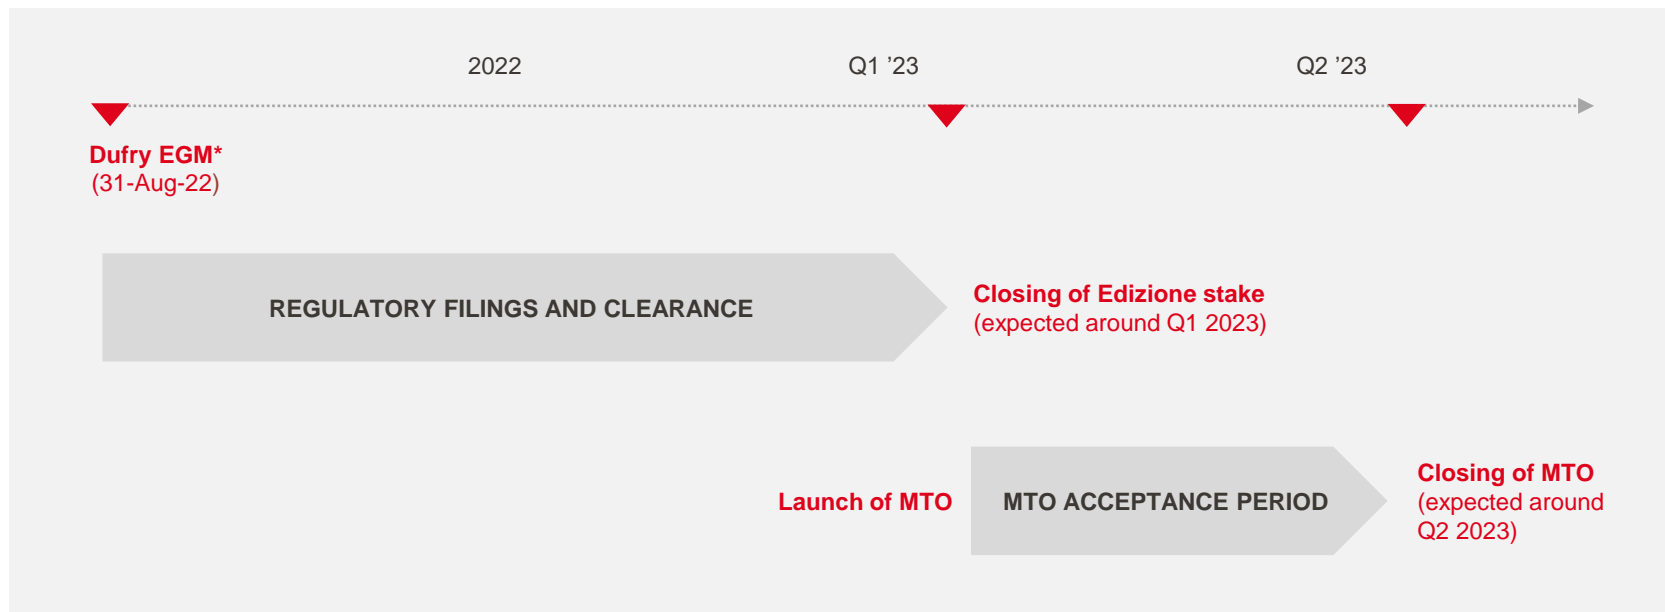 2022
Q1 ’23
Q2 ’23
Dufry EGM*
(31-Aug-22)
REGULATORY FILINGS AND CLEARANCE
Closing of Edizione stake
(expected around Q1 2023)
Launch of MTO
MTO ACCEPTANCE PERIOD
Closing of MTO
(expected around
Q2 2023)